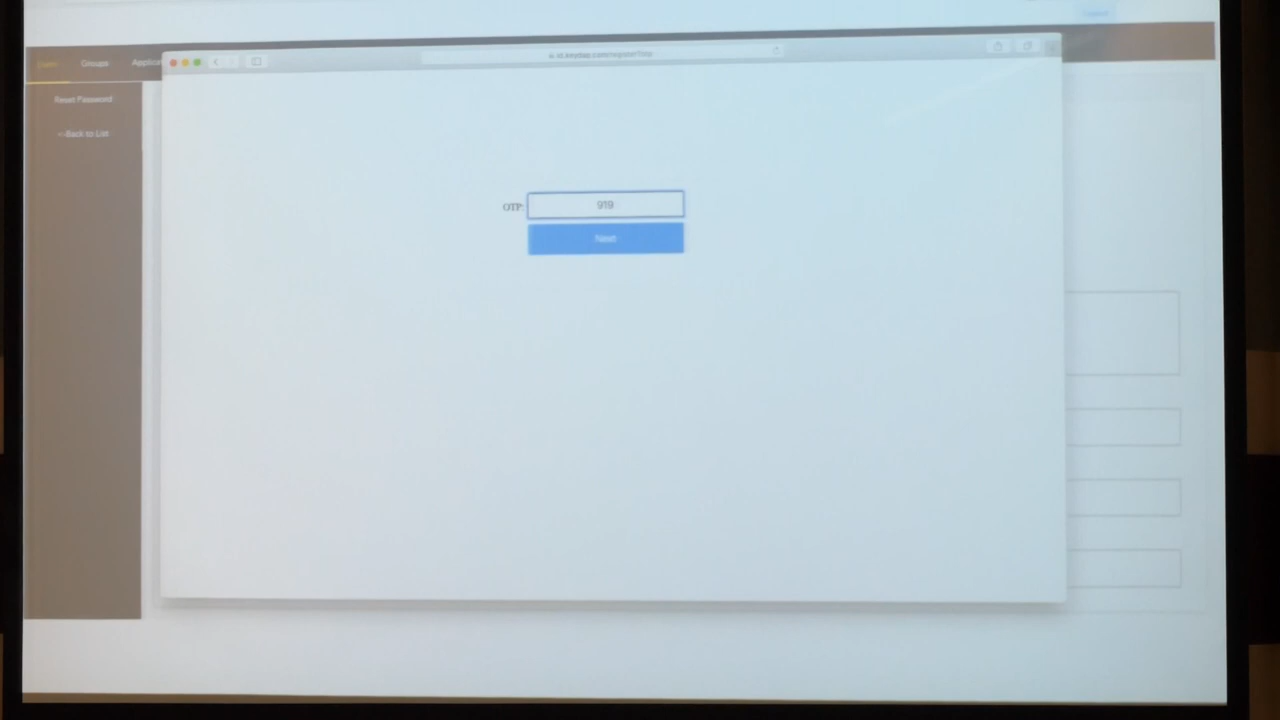 Groups
Reset Password
<-Back to List
OTP:
919
Next